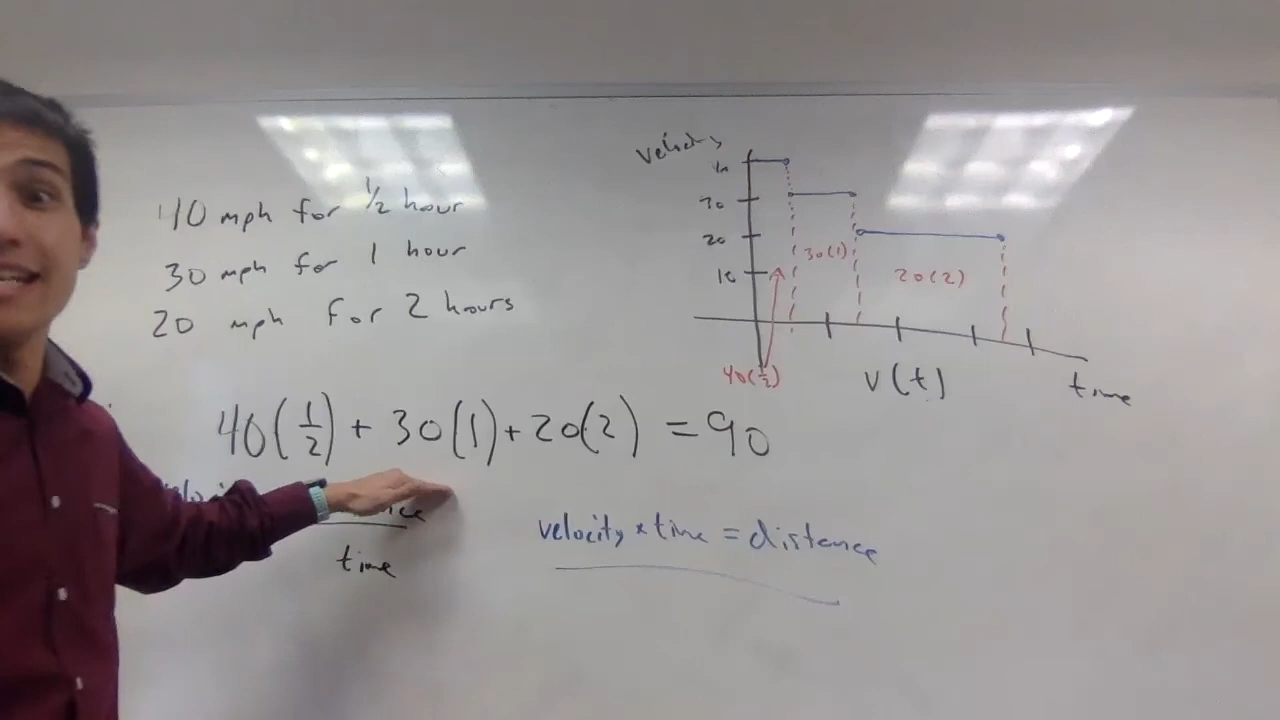 40 mph for 1/2 hour
30 mph for 1 hour
20 mph for 2 hours
velocity
40
30
20
10
30(1)
20(2)
40(1/2)
v(t)
time
40(1/2) + 30(1) + 20(2) = 90
time
velocity * time = distance